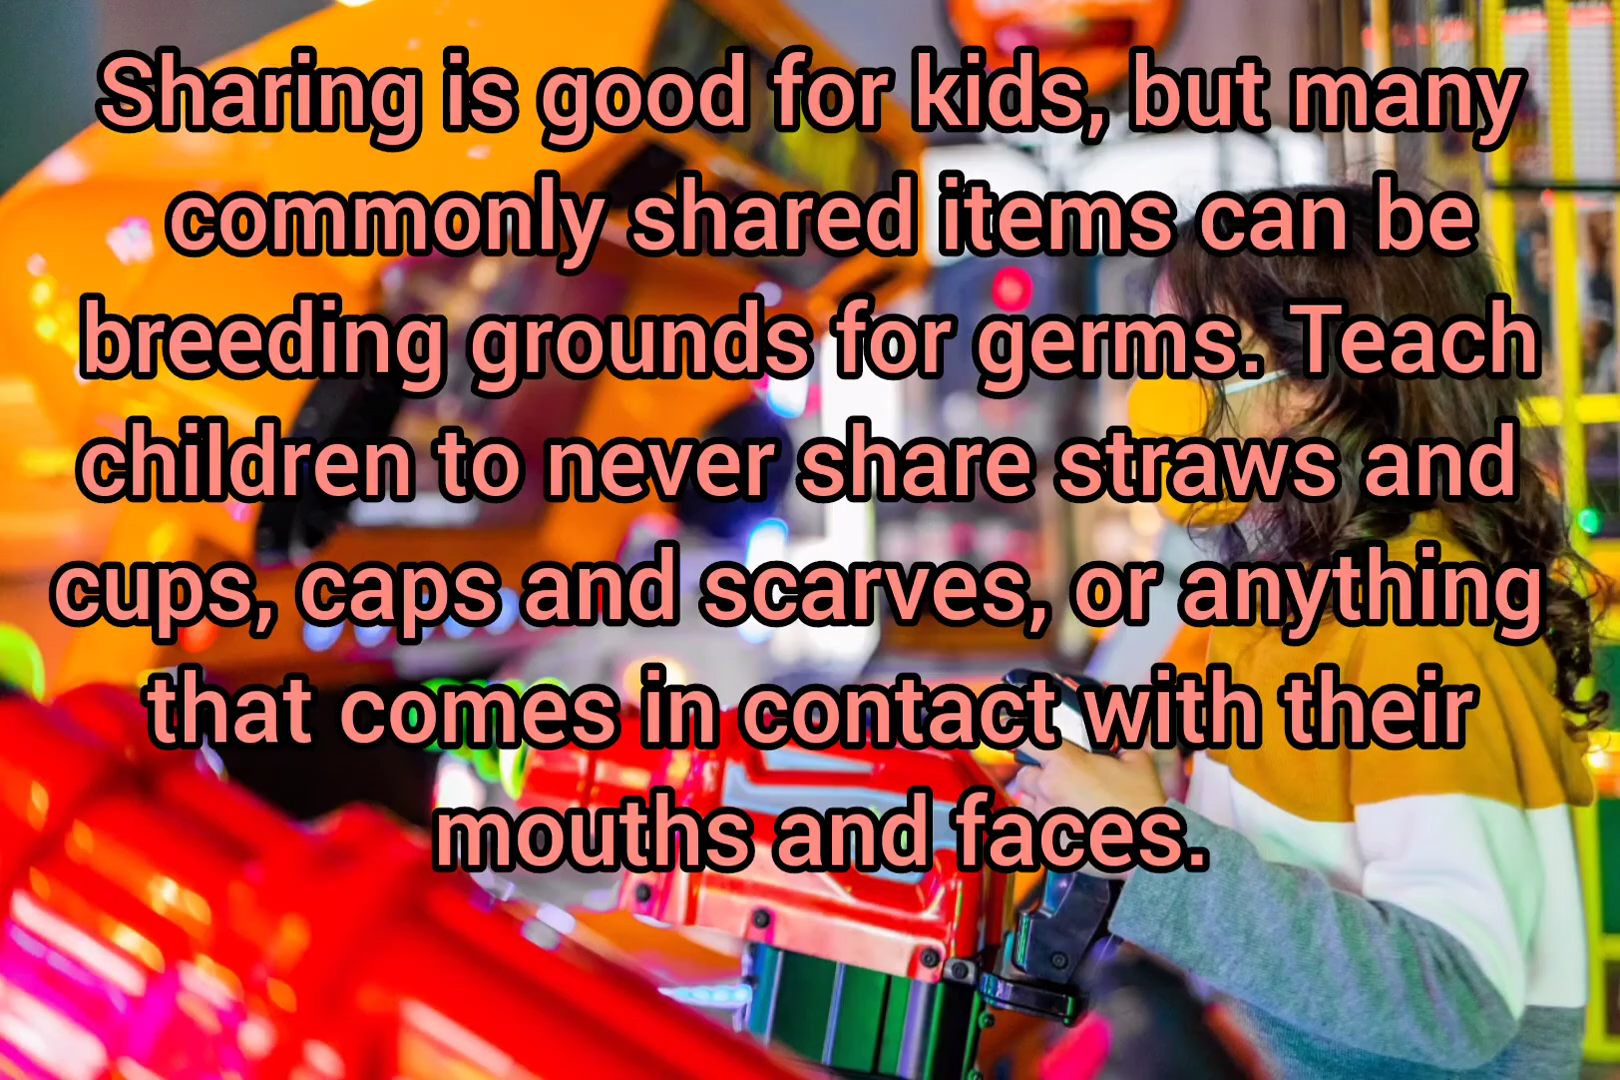 Sharing is good for kids, but many
commonly shared items can be
breeding grounds for germs. Teach
children to never share straws and
cups, caps and scarves, or anything
that comes in contact with their
mouths and faces.